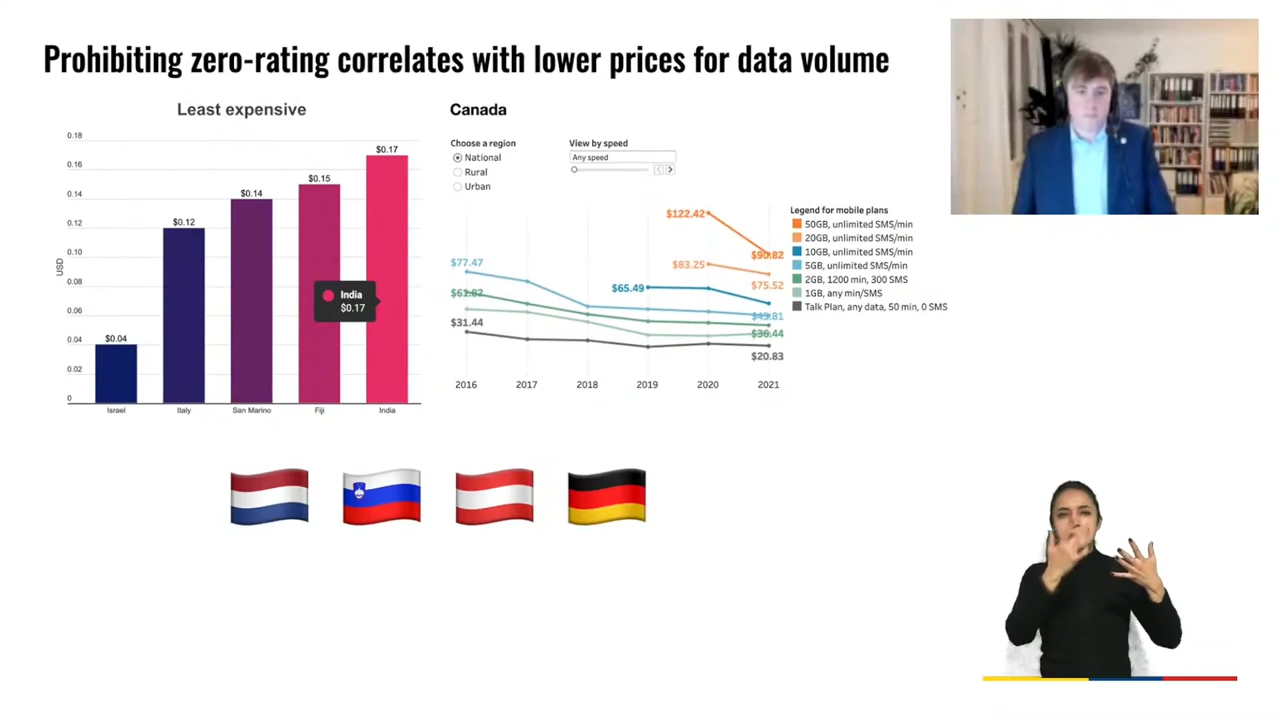 Prohibiting zero-rating correlates with lower prices for data volume
Least expensive
0.18
0.16
0.14
0.12
0.10
0.08
0.06
0.04
0.02
0
USD
$0.04
$0.12
$0.14
$0.15
$0.17
India
$0.17
Israel
Italy
San Marino
Fiji
India
Canada
Choose a region
National
Rural
Urban
View by speed
Any speed
$122.42
$90.82
$83.25
$75.52
$77.47
$65.49
$61.82
$43.81
$36.44
$31.44
$20.83
2016
2017
2018
2019
2020
2021
Legend for mobile plans
50GB, unlimited SMS/min
20GB, unlimited SMS/min
10GB, unlimited SMS/min
5GB, unlimited SMS/min
2GB, 1200 min, 300 SMS
1GB, any min/SMS
Talk Plan, any data, 50 min, 0 SMS